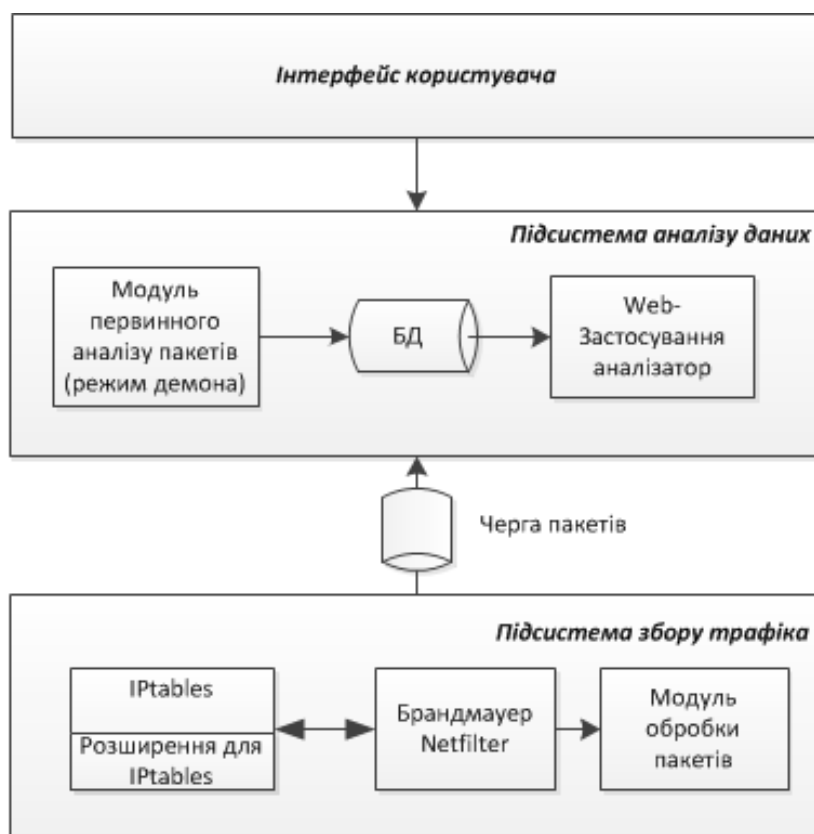 Інтерфейс користувача
Підсистема аналізу даних
Модуль
первинного
аналізу пакетів
(режим демона)
БД
Web-
Застосування
аналізатор
Черга пакетів
Підсистема збору трафіка
IPtables
Розширення для
IPtables
Брандмауер
Netfilter
Модуль
обробки
пакетів